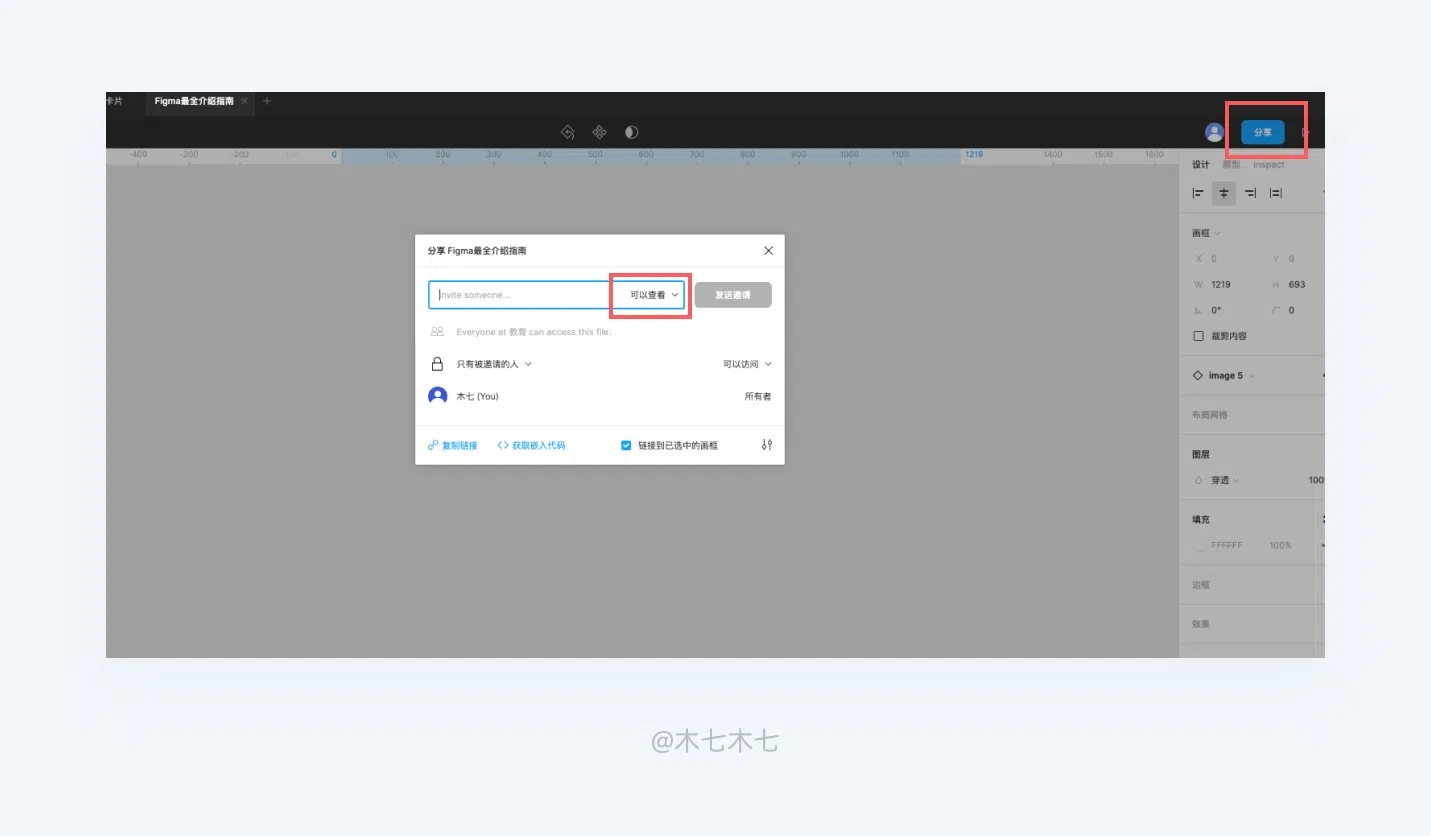 卡片
Figma最全介绍指南
分享
-400 -300 -200 0 100 200 300 400 500 600 700 800 900 1000 1100 1219 1400 1500 1600
设计 原型 Inspect
分享 Figma最全介绍指南
Invite someone... 可以查看 发送邀请
Everyone at 教育 can access this file.
只有被邀请的人 可以访问
木七 (You) 所有者
复制链接 获取嵌入代码 链接到已选中的画框
画框
X 0 Y 0
W 1219 H 693
0° 0
裁剪内容
image 5
布局网格
图层
穿透 100
填充
FFFFFF 100%
边框
效果
@木七木七